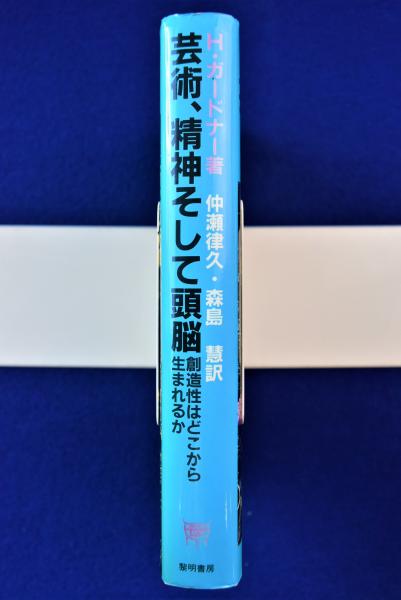 H・ガードナー著
芸術、精神そして頭脳
創造性はどこから
生まれるか
仲瀬律久・森島 慧訳
黎明書房